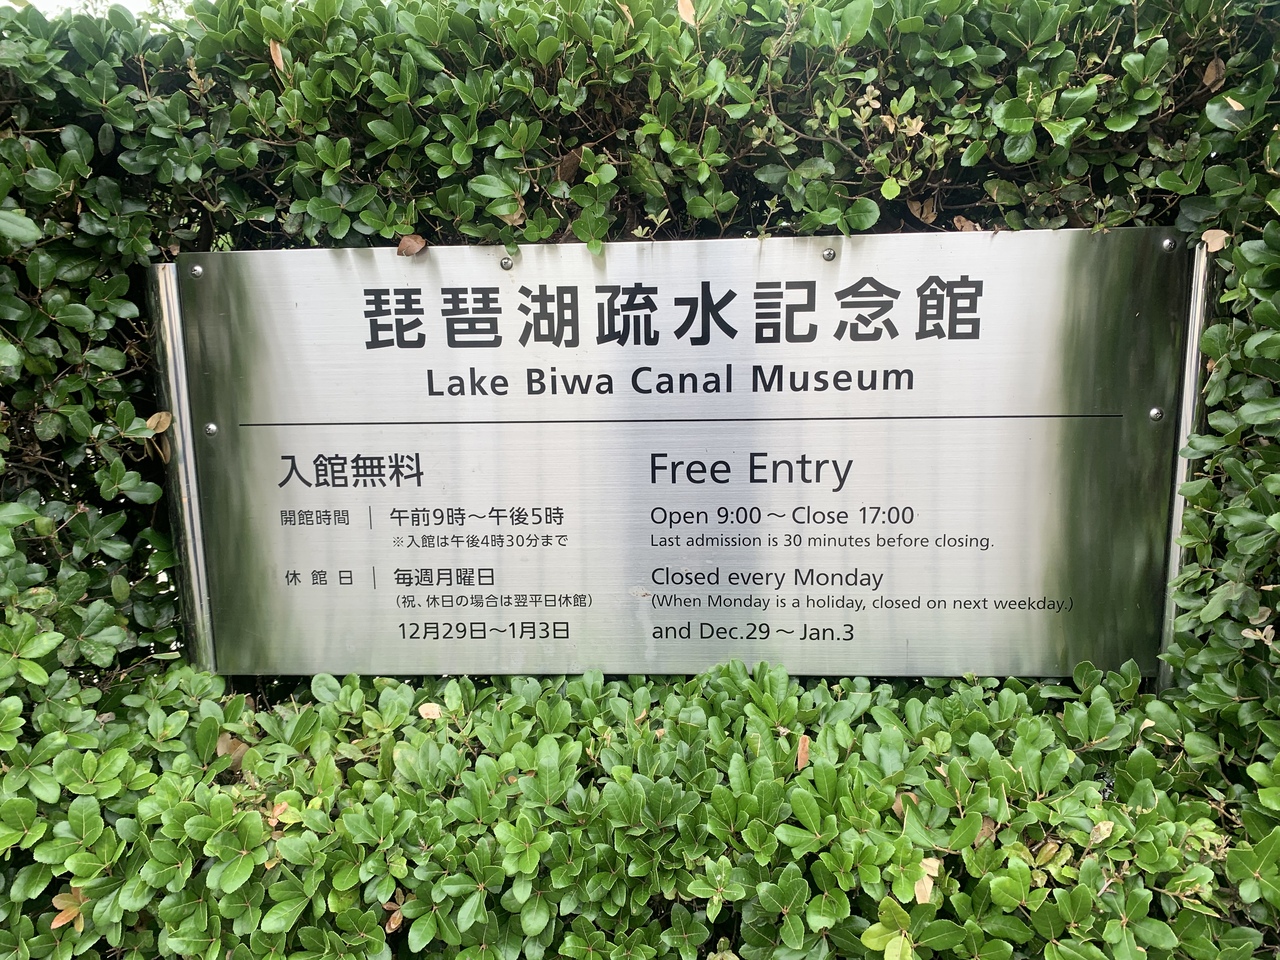 琵琶湖疏水記念館
Lake Biwa Canal Museum
入館無料
開館時間 | 午前9時～午後5時
※入館は午後4時30分まで
休館日 | 毎週月曜日
(祝、休日の場合は翌平日休館)
12月29日～1月3日
Free Entry
Open 9:00 ～ Close 17:00
Last admission is 30 minutes before closing.
Closed every Monday
(When Monday is a holiday, closed on next weekday.)
and Dec.29 ～ Jan.3